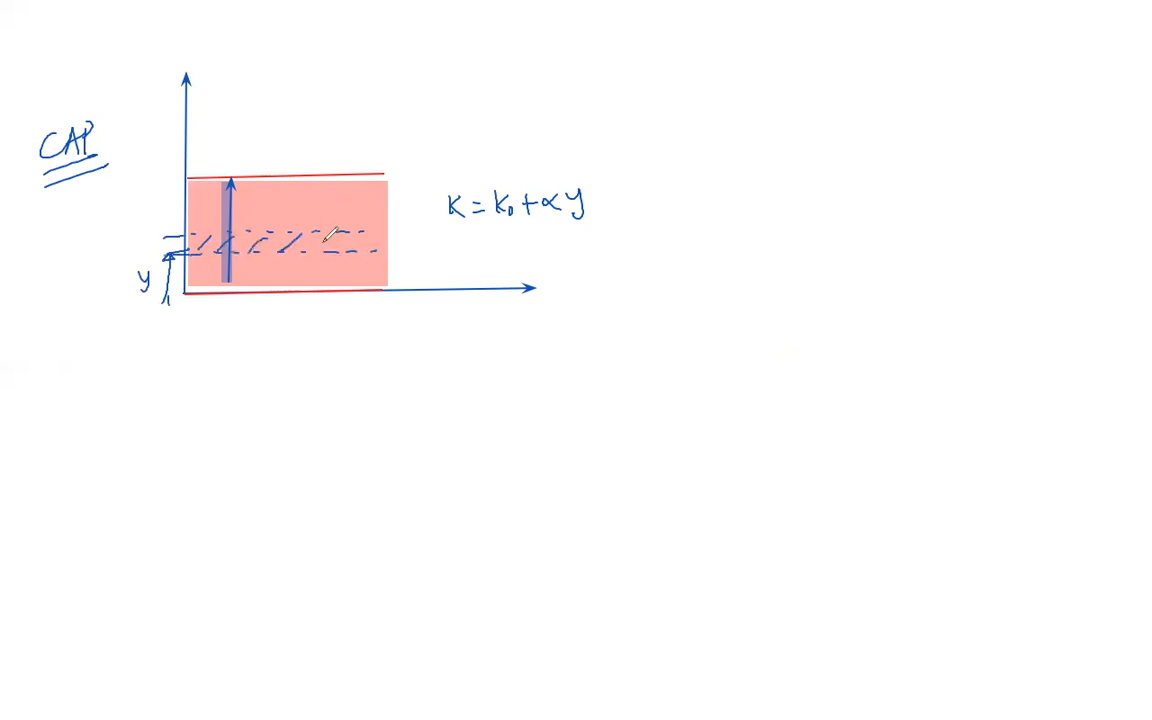 CAP
K = K₀ + αy
y